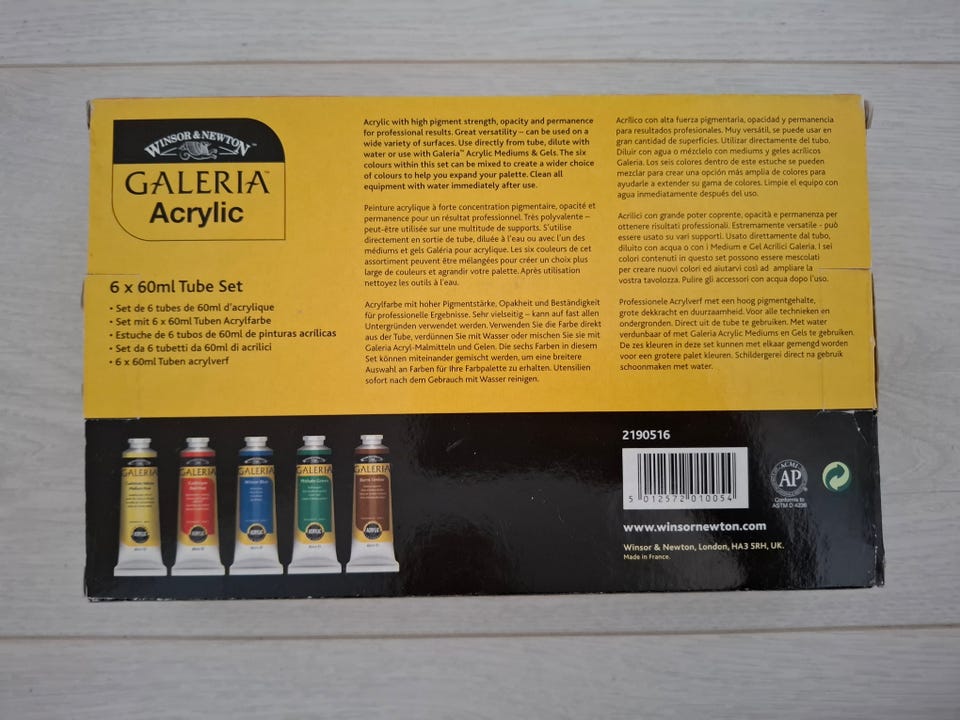 WINSOR & NEWTON™
GALERIA™
Acrylic
6 x 60ml Tube Set
• Set de 6 tubes de 60ml d'acrylique
• Set mit 6 x 60ml Tuben Acrylfarbe
• Estuche de 6 tubos de 60ml de pinturas acrílicas
• Set da 6 tubetti da 60ml di acrilici
• 6 x 60ml Tuben acrylverf
Acrylic with high pigment strength, opacity and permanence
for professional results. Great versatility – can be used on a
wide variety of surfaces. Use directly from tube, dilute with
water or use with Galeria™ Acrylic Mediums & Gels. The six
colours within this set can be mixed to create a wider choice
of colours to help you expand your palette. Clean all
equipment with water immediately after use.
Peinture acrylique à forte concentration pigmentaire, opacité et
permanence pour un résultat professionnel. Très polyvalente –
peut-être utilisée sur une multitude de supports. S'utilise
directement en sortie de tube, diluée à l'eau ou avec l'un des
médiums et gels Galéria pour acrylique. Les six couleurs de cet
assortiment peuvent être mélangées pour créer un choix plus
large de couleurs et agrandir votre palette. Après utilisation
nettoyez les outils à l'eau.
Acrylfarbe mit hoher Pigmentstärke, Opakheit und Beständigkeit
für professionelle Ergebnisse. Sehr vielseitig – kann auf fast allen
Untergründen verwendet werden. Verwenden Sie die Farbe direkt
aus der Tube, verdünnen Sie mit Wasser oder mischen Sie sie mit
Galeria Acryl-Malmitteln und Gelen. Die sechs Farben in diesem
Set können miteinander gemischt werden, um eine breitere
Auswahl an Farben für Ihre Farbpalette zu erhalten. Utensilien
sofort nach dem Gebrauch mit Wasser reinigen.
Acrílico con alta fuerza pigmentaria, opacidad y permanencia
para resultados profesionales. Muy versátil, se puede usar en
gran cantidad de superficies. Utilizar directamente del tubo.
Diluir con agua o mézclelo con mediums y geles acrílicos
Galeria. Los seis colores dentro de este estuche se pueden
mezclar para crear una opción más amplia de colores para
ayudarle a extender su gama de colores. Limpie el equipo con
agua inmediatamente después del uso.
Acrilici con grande poter coprente, opacità e permanenza per
ottenere risultati professionali. Estremamente versatile - può
essere usato su vari supporti. Usato direttamente dal tubo,
diluito con acqua o con i Medium e Gel Acrilici Galeria. I sei
colori contenuti in questo set possono essere mescolati
per creare nuovi colori ed aiutarvi così ad ampliare la
vostra tavolozza. Pulire gli accessori con acqua dopo l'uso.
Professionele Acrylverf met een hoog pigmentgehalte,
grote dekkracht en duurzaamheid. Voor alle technieken en
ondergronden. Direct uit de tube te gebruiken. Met water
verdunbaar of met Galeria Acrylic Mediums en Gels te gebruiken.
De zes kleuren in deze set kunnen met elkaar gemengd worden
voor een grotere palet kleuren. Schildergerei direct na gebruik
schoonmaken met water.
GALERIA
GALERIA
GALERIA
GALERIA
GALERIA
Winsor Blue
Burnt Sienna
ACRYLIC
ACRYLIC
ACRYLIC
ACRYLIC
ACRYLIC
2190516
5 012572 010054
ACMI
AP
Conforms to
ASTM D 4236
www.winsornewton.com
Winsor & Newton, London, HA3 5RH, UK.
Made in France.